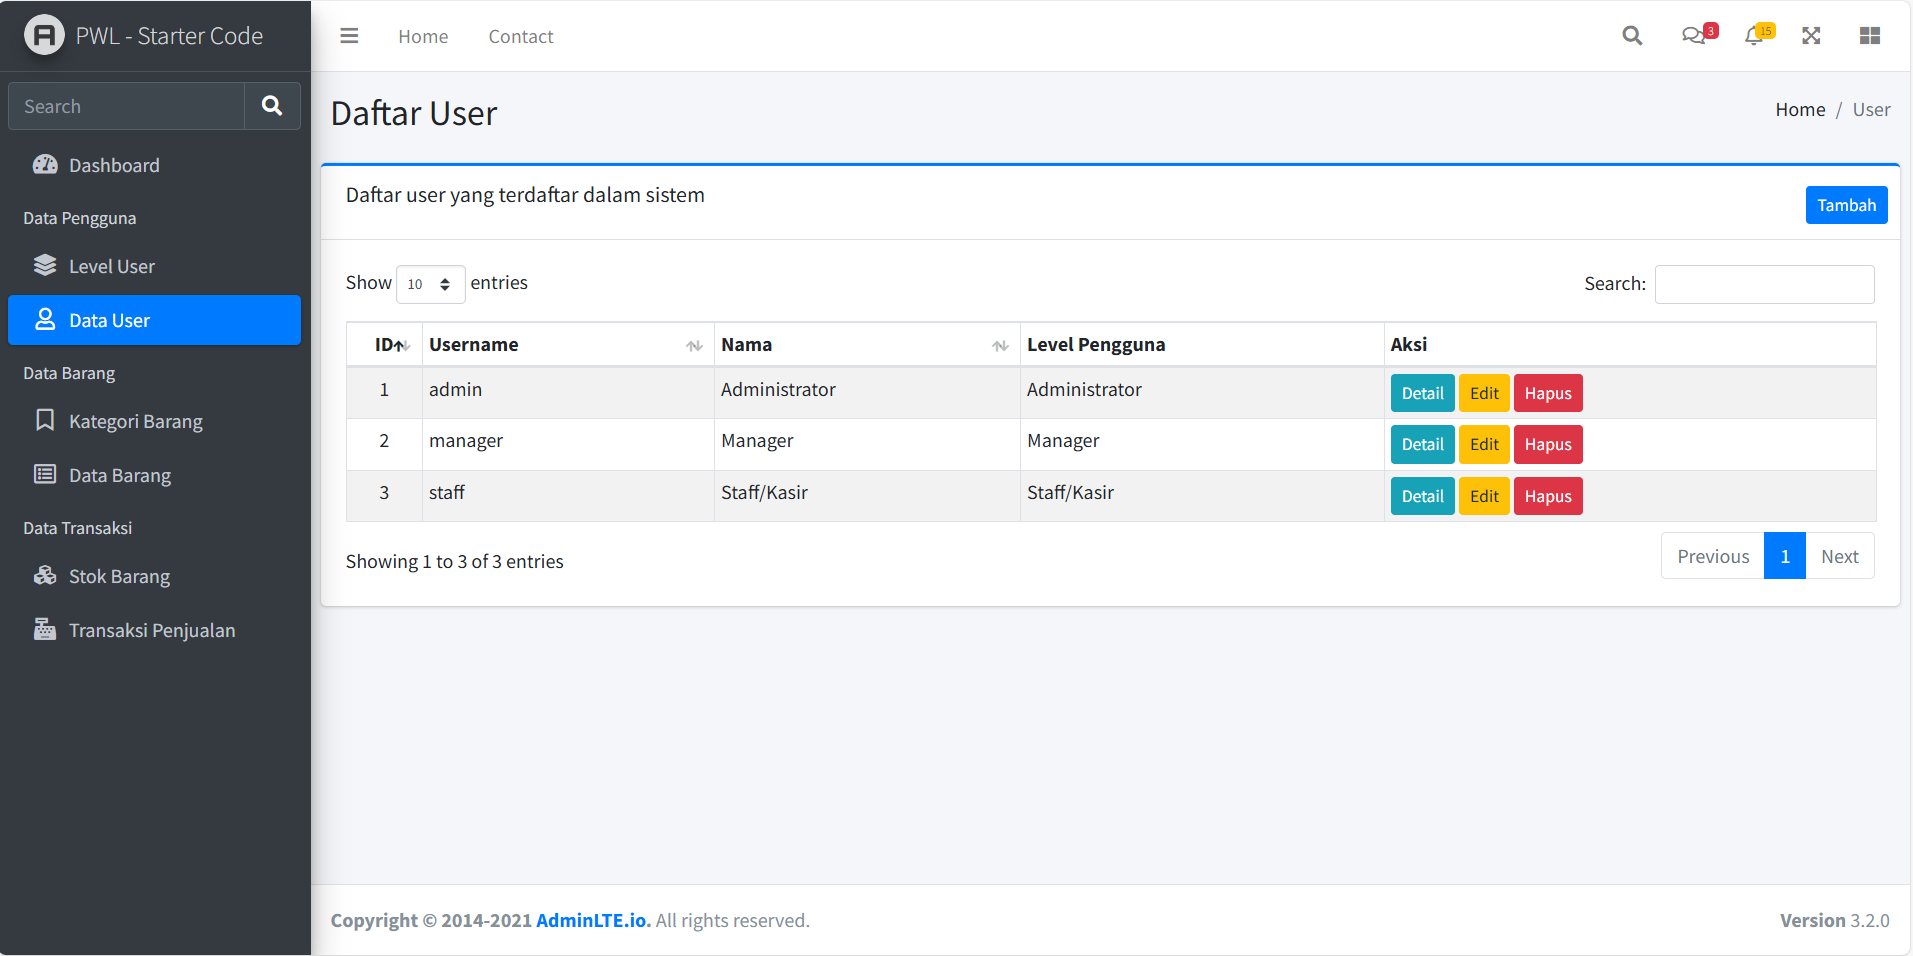 PWL - Starter Code
Home Contact 3 15
Search
Dashboard
Data Pengguna
Level User
Data User
Data Barang
Kategori Barang
Data Barang
Data Transaksi
Stok Barang
Transaksi Penjualan
Daftar User
Home / User
Daftar user yang terdaftar dalam sistem
Tambah
Show 10 entries
Search:
ID Username Nama Level Pengguna Aksi
1 admin Administrator Administrator Detail Edit Hapus
2 manager Manager Manager Detail Edit Hapus
3 staff Staff/Kasir Staff/Kasir Detail Edit Hapus
Showing 1 to 3 of 3 entries
Previous 1 Next
Copyright © 2014-2021 AdminLTE.io. All rights reserved.
Version 3.2.0